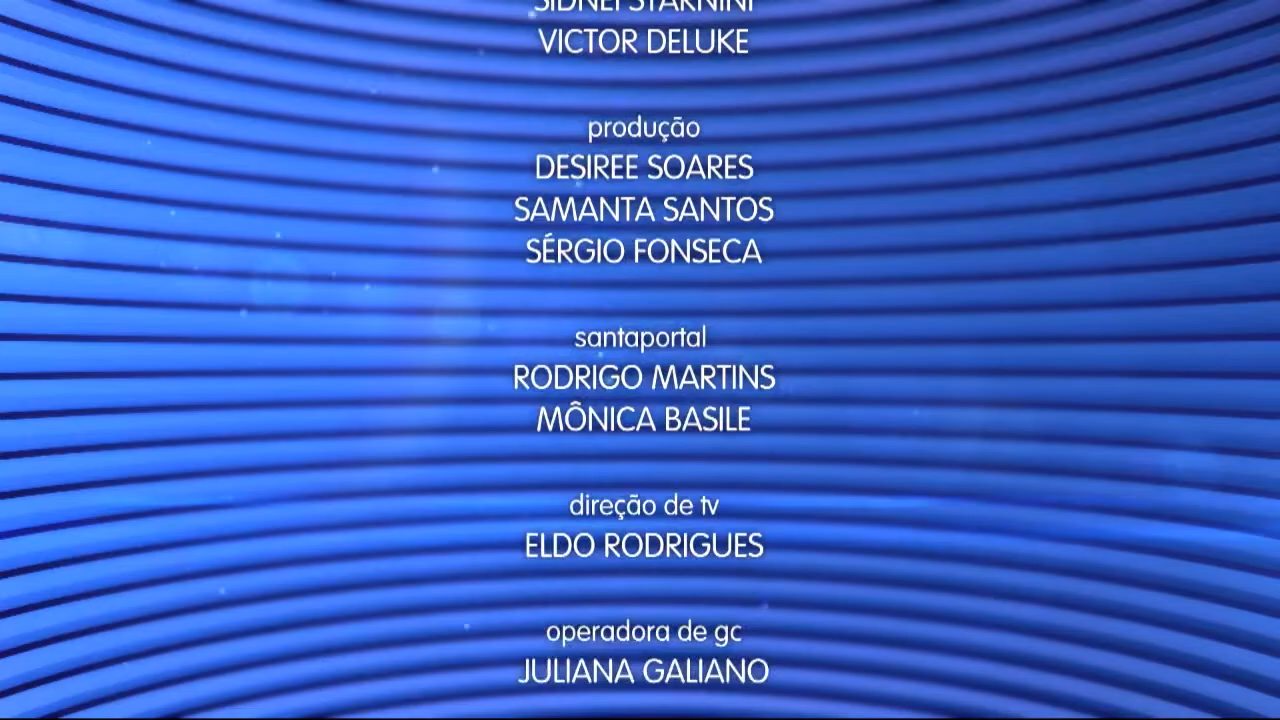 VICTOR DELUKE
produção
DESIREE SOARES
SAMANTA SANTOS
SÉRGIO FONSECA
santaportal
RODRIGO MARTINS
MÔNICA BASILE
direção de tv
ELDO RODRIGUES
operadora de gc
JULIANA GALIANO